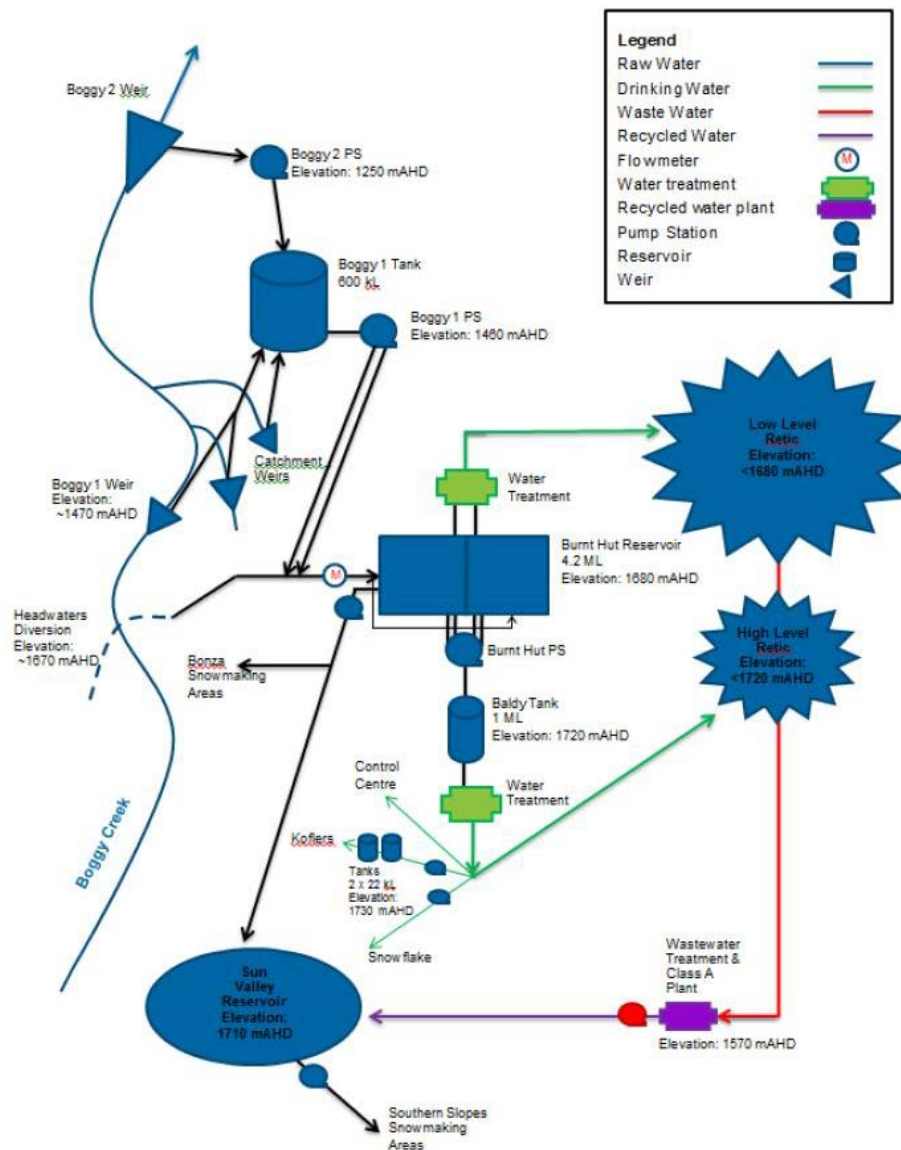 Legend
Raw Water
Drinking Water
Waste Water
Recycled Water
Flowmeter
M
Water treatment
Recycled water plant
Pump Station
Reservoir
Weir
Boggy 2 Weir
Boggy 2 PS
Elevation: 1250 mAHD
Boggy 1 Tank
600 kL
Boggy 1 PS
Elevation: 1460 mAHD
Catchment
Weirs
Boggy 1 Weir
Elevation:
~1470 mAHD
Water
Treatment
Low Level
Retic
Elevation:
<1680 mAHD
Burnt Hut Reservoir
4.2 ML
Elevation: 1680 mAHD
M
Headwaters
Diversion
Elevation:
~1670 mAHD
High Level
Retic
Elevation:
<1720 mAHD
Burnt Hut PS
Bonza
Snowmaking
Areas
Baldy Tank
1 ML
Elevation: 1720 mAHD
Control
Centre
Water
Treatment
Koflers
Tanks
2 x 22 kL
Elevation:
1730 mAHD
Boggy Creek
Snowflake
Wastewater
Treatment &
Class A
Plant
Elevation: 1570 mAHD
Sun
Valley
Reservoir
Elevation:
1710 mAHD
Southern Slopes
Snowmaking
Areas